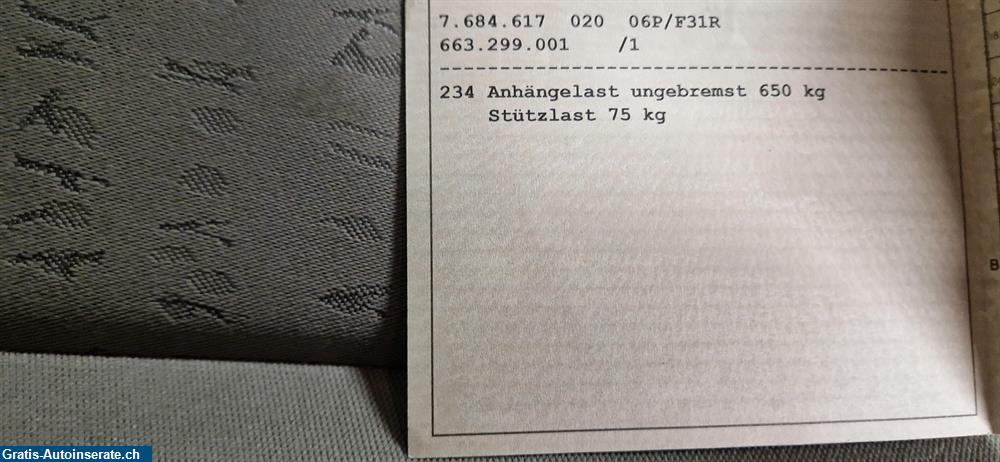 7.684.617 020 06P/F31R
663.299.001 /1
234 Anhängelast ungebremst 650 kg
Stützlast 75 kg
B
Gratis-Autoinserate.ch